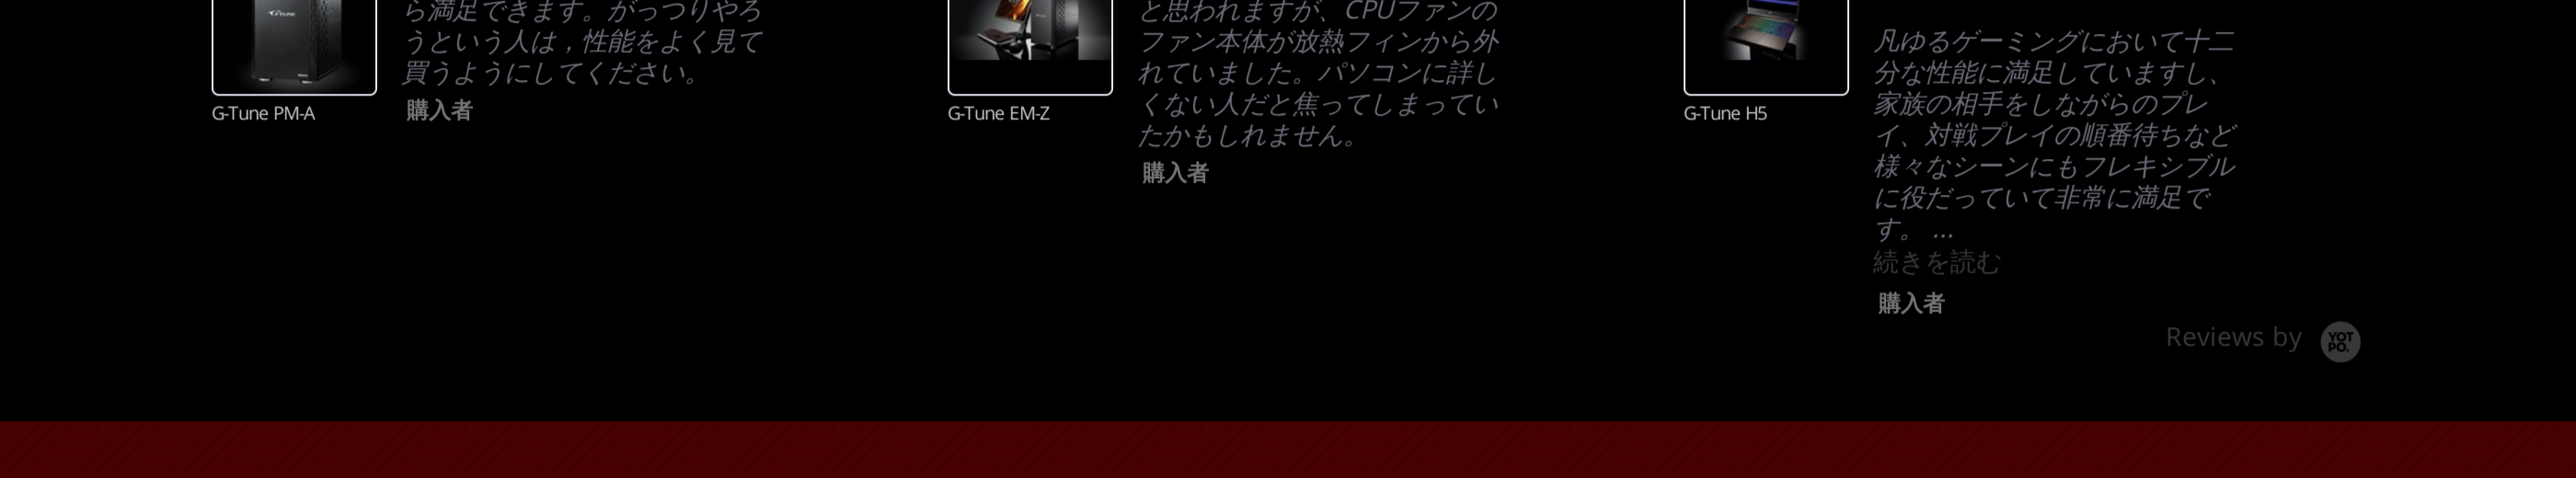 ら満足できます。がっつりやろ
うという人は，性能をよく見て
買うようにしてください。
購入者
G-Tune PM-A
と思われますが、CPUファンの
ファン本体が放熱フィンから外
れていました。パソコンに詳し
くない人だと焦ってしまってい
たかもしれません。
購入者
G-Tune EM-Z
凡ゆるゲーミングにおいて十二
分な性能に満足していますし、
家族の相手をしながらのプレ
イ、対戦プレイの順番待ちなど
様々なシーンにもフレキシブル
に役だっていて非常に満足で
す。 ...
続きを読む
購入者
G-Tune H5
Reviews by
YOT
PO.